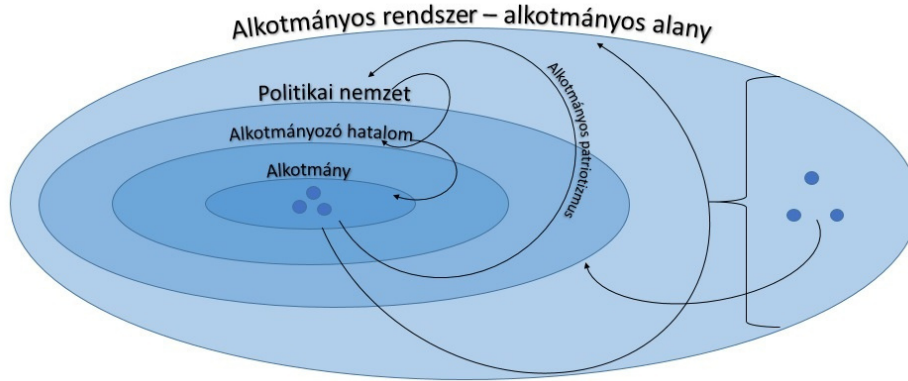 Alkotmányos rendszer – alkotmányos alany
Politikai nemzet
Alkotmányozó hatalom
Alkotmány
Alkotmányos patriotizmus